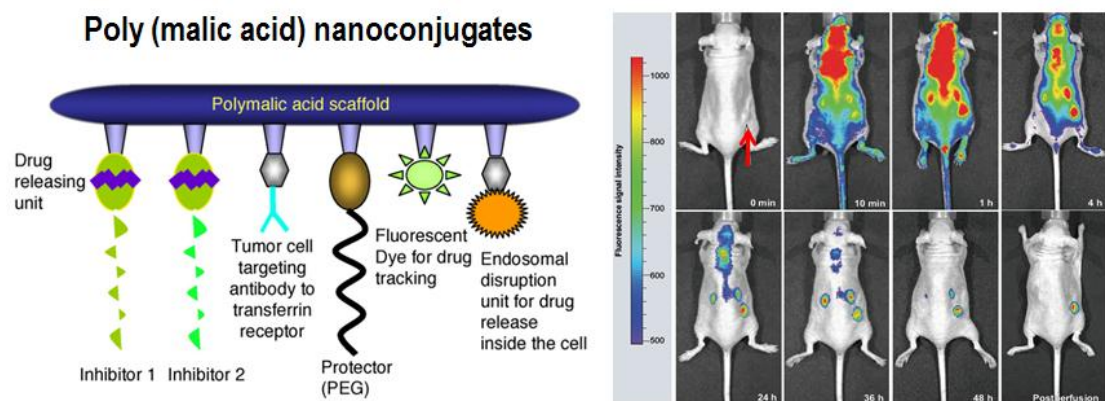 Poly (malic acid) nanoconjugates
Polymalic acid scaffold
Drug
releasing
unit
Inhibitor 1
Inhibitor 2
Tumor cell
targeting
antibody to
transferrin
receptor
Protector
(PEG)
Fluorescent
Dye for drug
tracking
Endosomal
disruption
unit for drug
release
inside the cell
Fluorescence signal intensity
1000
900
800
700
600
500
0 min
10 min
1 h
4 h
24 h
36 h
48 h
Postperfusion